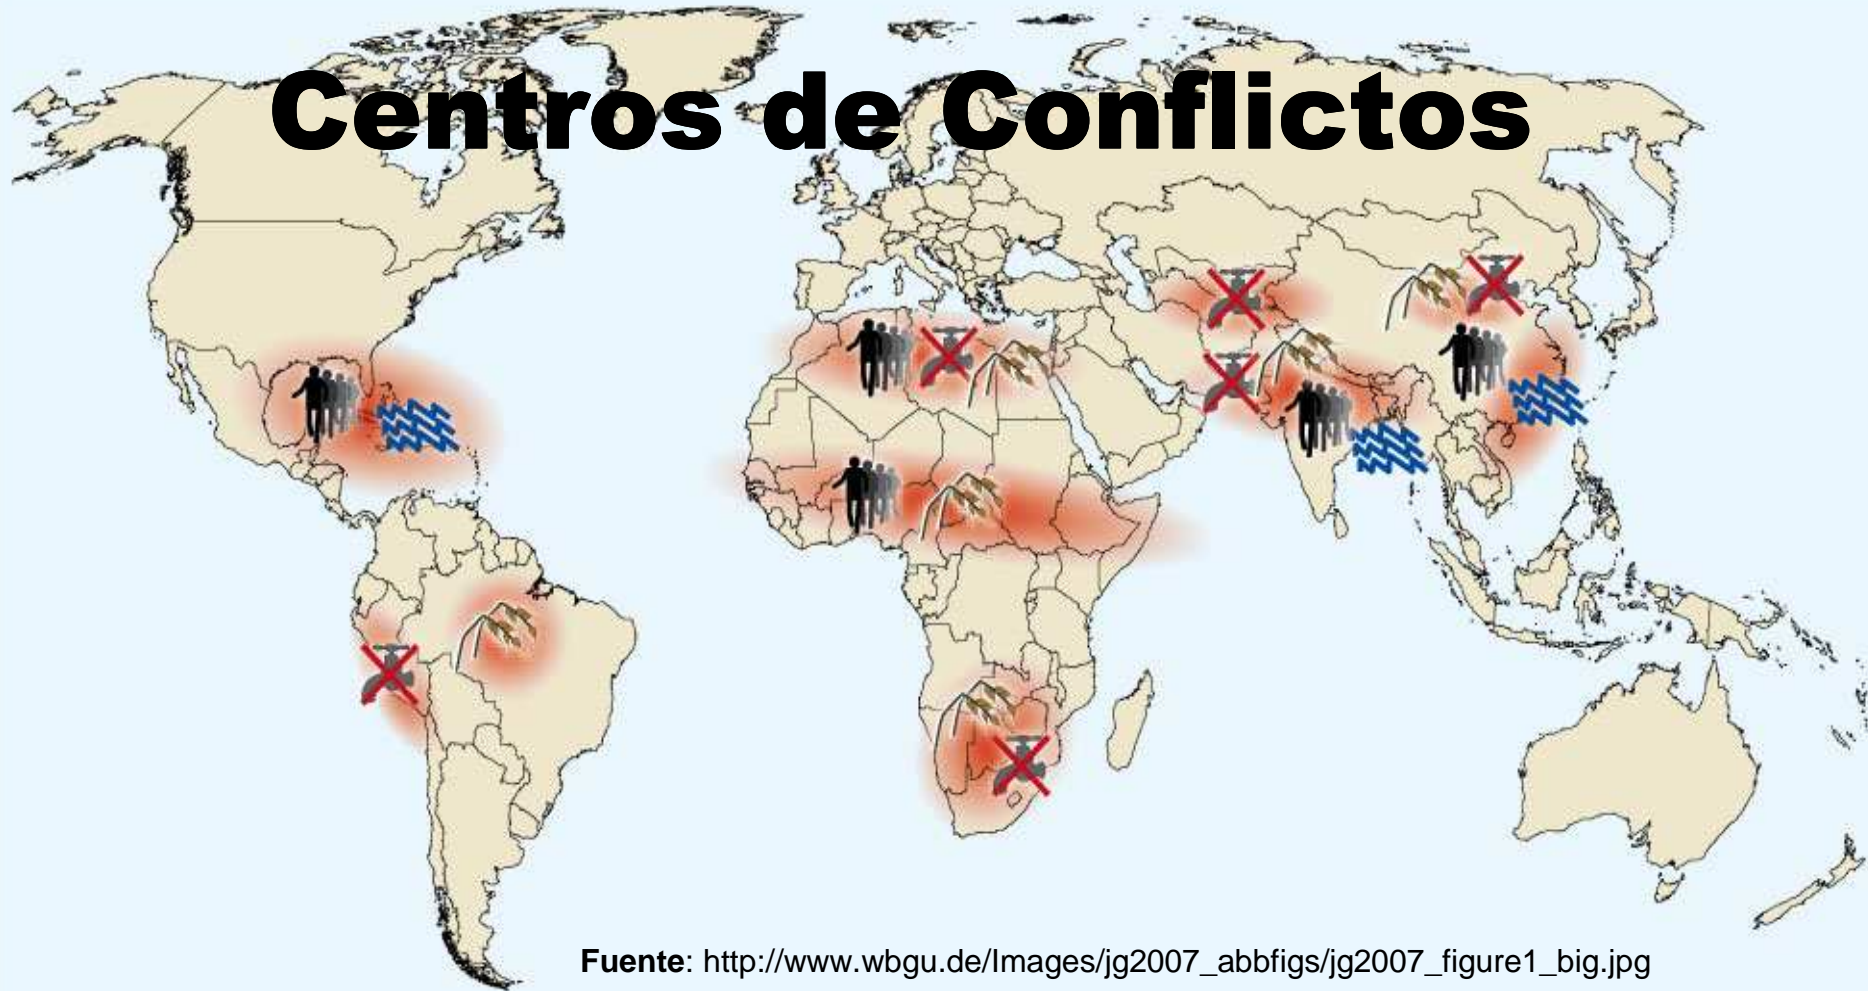 Centros de Conflictos
Fuente: http://www.wbgu.de/Images/jg2007_abbfigs/jg2007_figure1_big.jpg